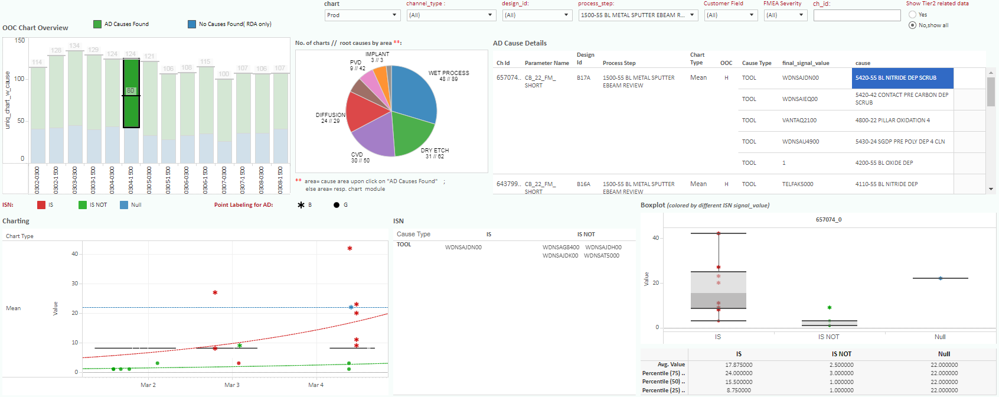 chart
channel_type :
design_id:
process_step:
Customer Field
FMEA Severity
ch_id:
Show Tier2 related data
Prod
(All)
(All)
1500-55 BL METAL SPUTTER EBEAM R...
(All)
(All)
Yes
No,show all
OOC Chart Overview
AD Causes Found
No Causes Found( RDA only)
uniq_chart_w_cause
150
100
50
0
114
128
134
129
124
124
121
106
108
115
100
107
106
107
80
0302-0300
0302-1500
0303-0300
0303-1500
0304-0300
0304-1500
0305-0300
0305-1500
0306-0300
0306-1500
0307-0300
0307-1500
0308-0300
0308-1500
No. of charts // root causes by area **:
IMPLANT
3 // 3
PVD
9 // 42
WET PROCESS
48 // 89
DIFFUSION
24 // 29
DRY ETCH
31 // 62
CVD
30 // 50
** area= cause area upon click on "AD Causes Found" ;
else area= resp. chart module
AD Cause Details
Ch Id
Parameter Name
Design
Id
Process Step
Chart
Type
OOC
Cause Type
final_signal_value
cause
657074..
CB_22_FM_
SHORT
B17A
1500-55 BL METAL SPUTTER
EBEAM REVIEW
Mean
H
TOOL
WDNSAJDN00
5420-55 BL NITRIDE DEP SCRUB
TOOL
WDNSAIEQ00
5420-42 CONTACT PRE CARBON DEP
SCRUB
TOOL
VANTAQ2100
4800-22 PILLAR OXIDATION 4
TOOL
WDNSAU4900
5430-24 SGDP PRE POLY DEP 4 CLN
TOOL
1
4200-55 BL OXIDE DEP
643799..
CB_22_FM_
SHORT
B16A
1500-55 BL METAL SPUTTER
EBEAM REVIEW
Mean
H
TOOL
TELFAK5000
4110-55 BL NITRIDE DEP
ISN:
IS
IS NOT
Null
Point Labeling for AD:
B
G
Charting
Chart Type
Mean
Value
40
30
20
10
0
Mar 2
Mar 3
Mar 4
ISN
Cause Type
IS
IS NOT
TOOL
WDNSAJDN00
WDNSAG8400 WDNSAJDH00
WDNSAJDK00 WDNSAT5000
Boxplot (colored by different ISN signal_value)
657074_0
Value
40
20
0
IS
IS NOT
Null
IS
IS NOT
Null
Avg. Value
17.875000
2.500000
22.000000
Percentile (75) ..
24.000000
3.000000
22.000000
Percentile (50) ..
15.500000
1.000000
22.000000
Percentile (25) ..
8.750000
1.000000
22.000000